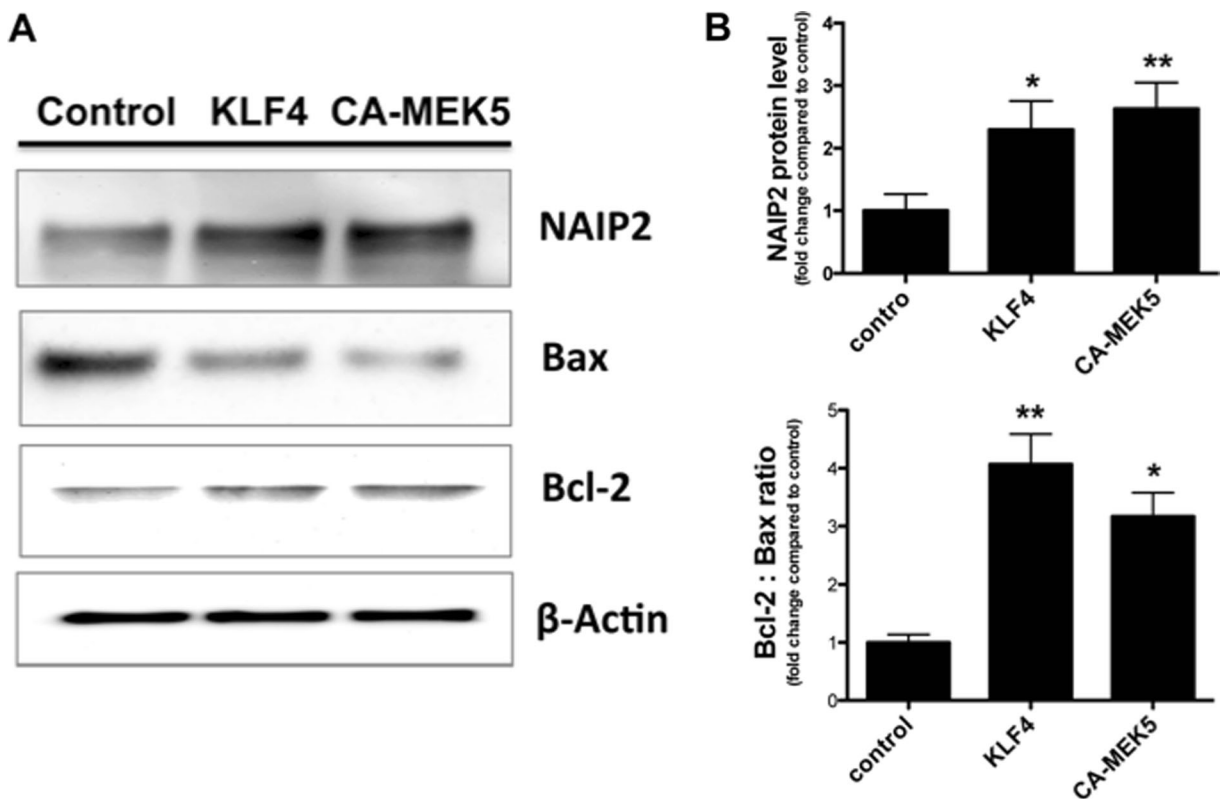 A
Control KLF4 CA-MEK5
NAIP2
Bax
Bcl-2
β-Actin
B
NAIP2 protein level
(fold change compared to control)
4
3
2
1
0
*
**
contro
KLF4
CA-MEK5
Bcl-2 : Bax ratio
(fold change compared to control)
5
4
3
2
1
0
**
*
control
KLF4
CA-MEK5